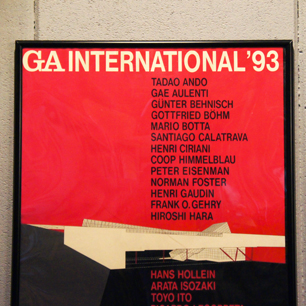 GA INTERNATIONAL '93
TADAO ANDO
GAE AULENTI
GÜNTER BEHNISCH
GOTTFRIED BÖHM
MARIO BOTTA
SANTIAGO CALATRAVA
HENRI CIRIANI
COOP HIMMELBLAU
PETER EISENMAN
NORMAN FOSTER
HENRI GAUDIN
FRANK O. GEHRY
HIROSHI HARA
HANS HOLLEIN
ARATA ISOZAKI
TOYO ITO